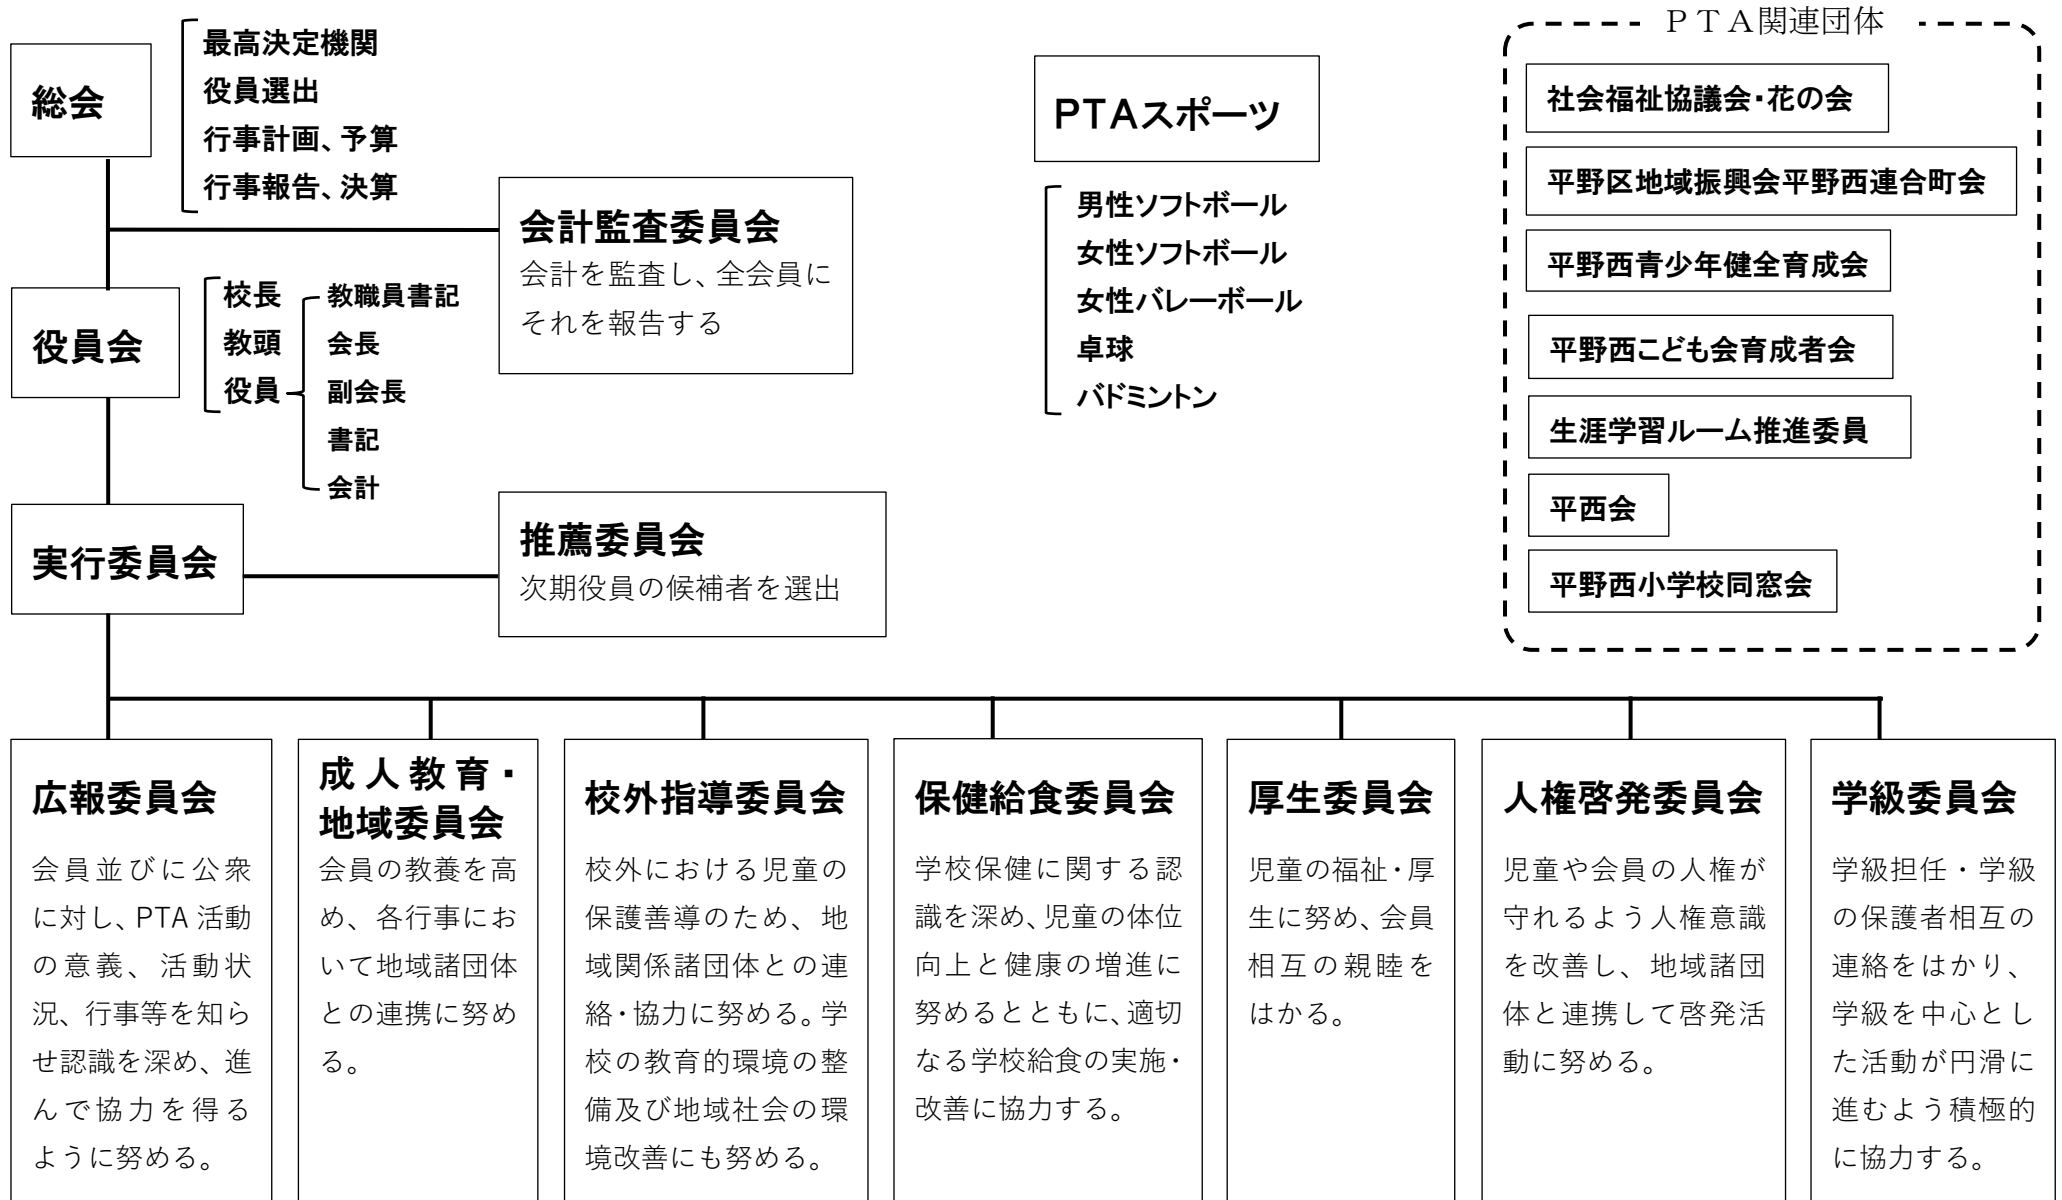 総会
最高決定機関
役員選出
行事計画、予算
行事報告、決算
会計監査委員会
会計を監査し、全会員に
それを報告する
役員会
校長
教頭
役員
教職員書記
会長
副会長
書記
会計
実行委員会
推薦委員会
次期役員の候補者を選出
PTAスポーツ
男性ソフトボール
女性ソフトボール
女性バレーボール
卓球
バドミントン
ＰＴＡ関連団体
社会福祉協議会・花の会
平野区地域振興会平野西連合町会
平野西青少年健全育成会
平野西こども会育成者会
生涯学習ルーム推進委員
平西会
平野西小学校同窓会
広報委員会
会員並びに公衆
に対し、PTA 活動
の意義、活動状
況、行事等を知ら
せ認識を深め、進
んで協力を得る
ように努める。
成人教育・
地域委員会
会員の教養を高
め、各行事にお
いて地域諸団体
との連携に努め
る。
校外指導委員会
校外における児童の
保護善導のため、地
域関係諸団体との連
絡・協力に努める。学
校の教育的環境の整
備及び地域社会の環
境改善にも努める。
保健給食委員会
学校保健に関する認
識を深め、児童の体位
向上と健康の増進に
努めるとともに、適切
なる学校給食の実施・
改善に協力する。
厚生委員会
児童の福祉・厚
生に努め、会員
相互の親睦を
はかる。
人権啓発委員会
児童や会員の人権が
守れるよう人権意識
を改善し、地域諸団
体と連携して啓発活
動に努める。
学級委員会
学級担任・学級
の保護者相互の
連絡をはかり、
学級を中心とし
た活動が円滑に
進むよう積極的
に協力する。